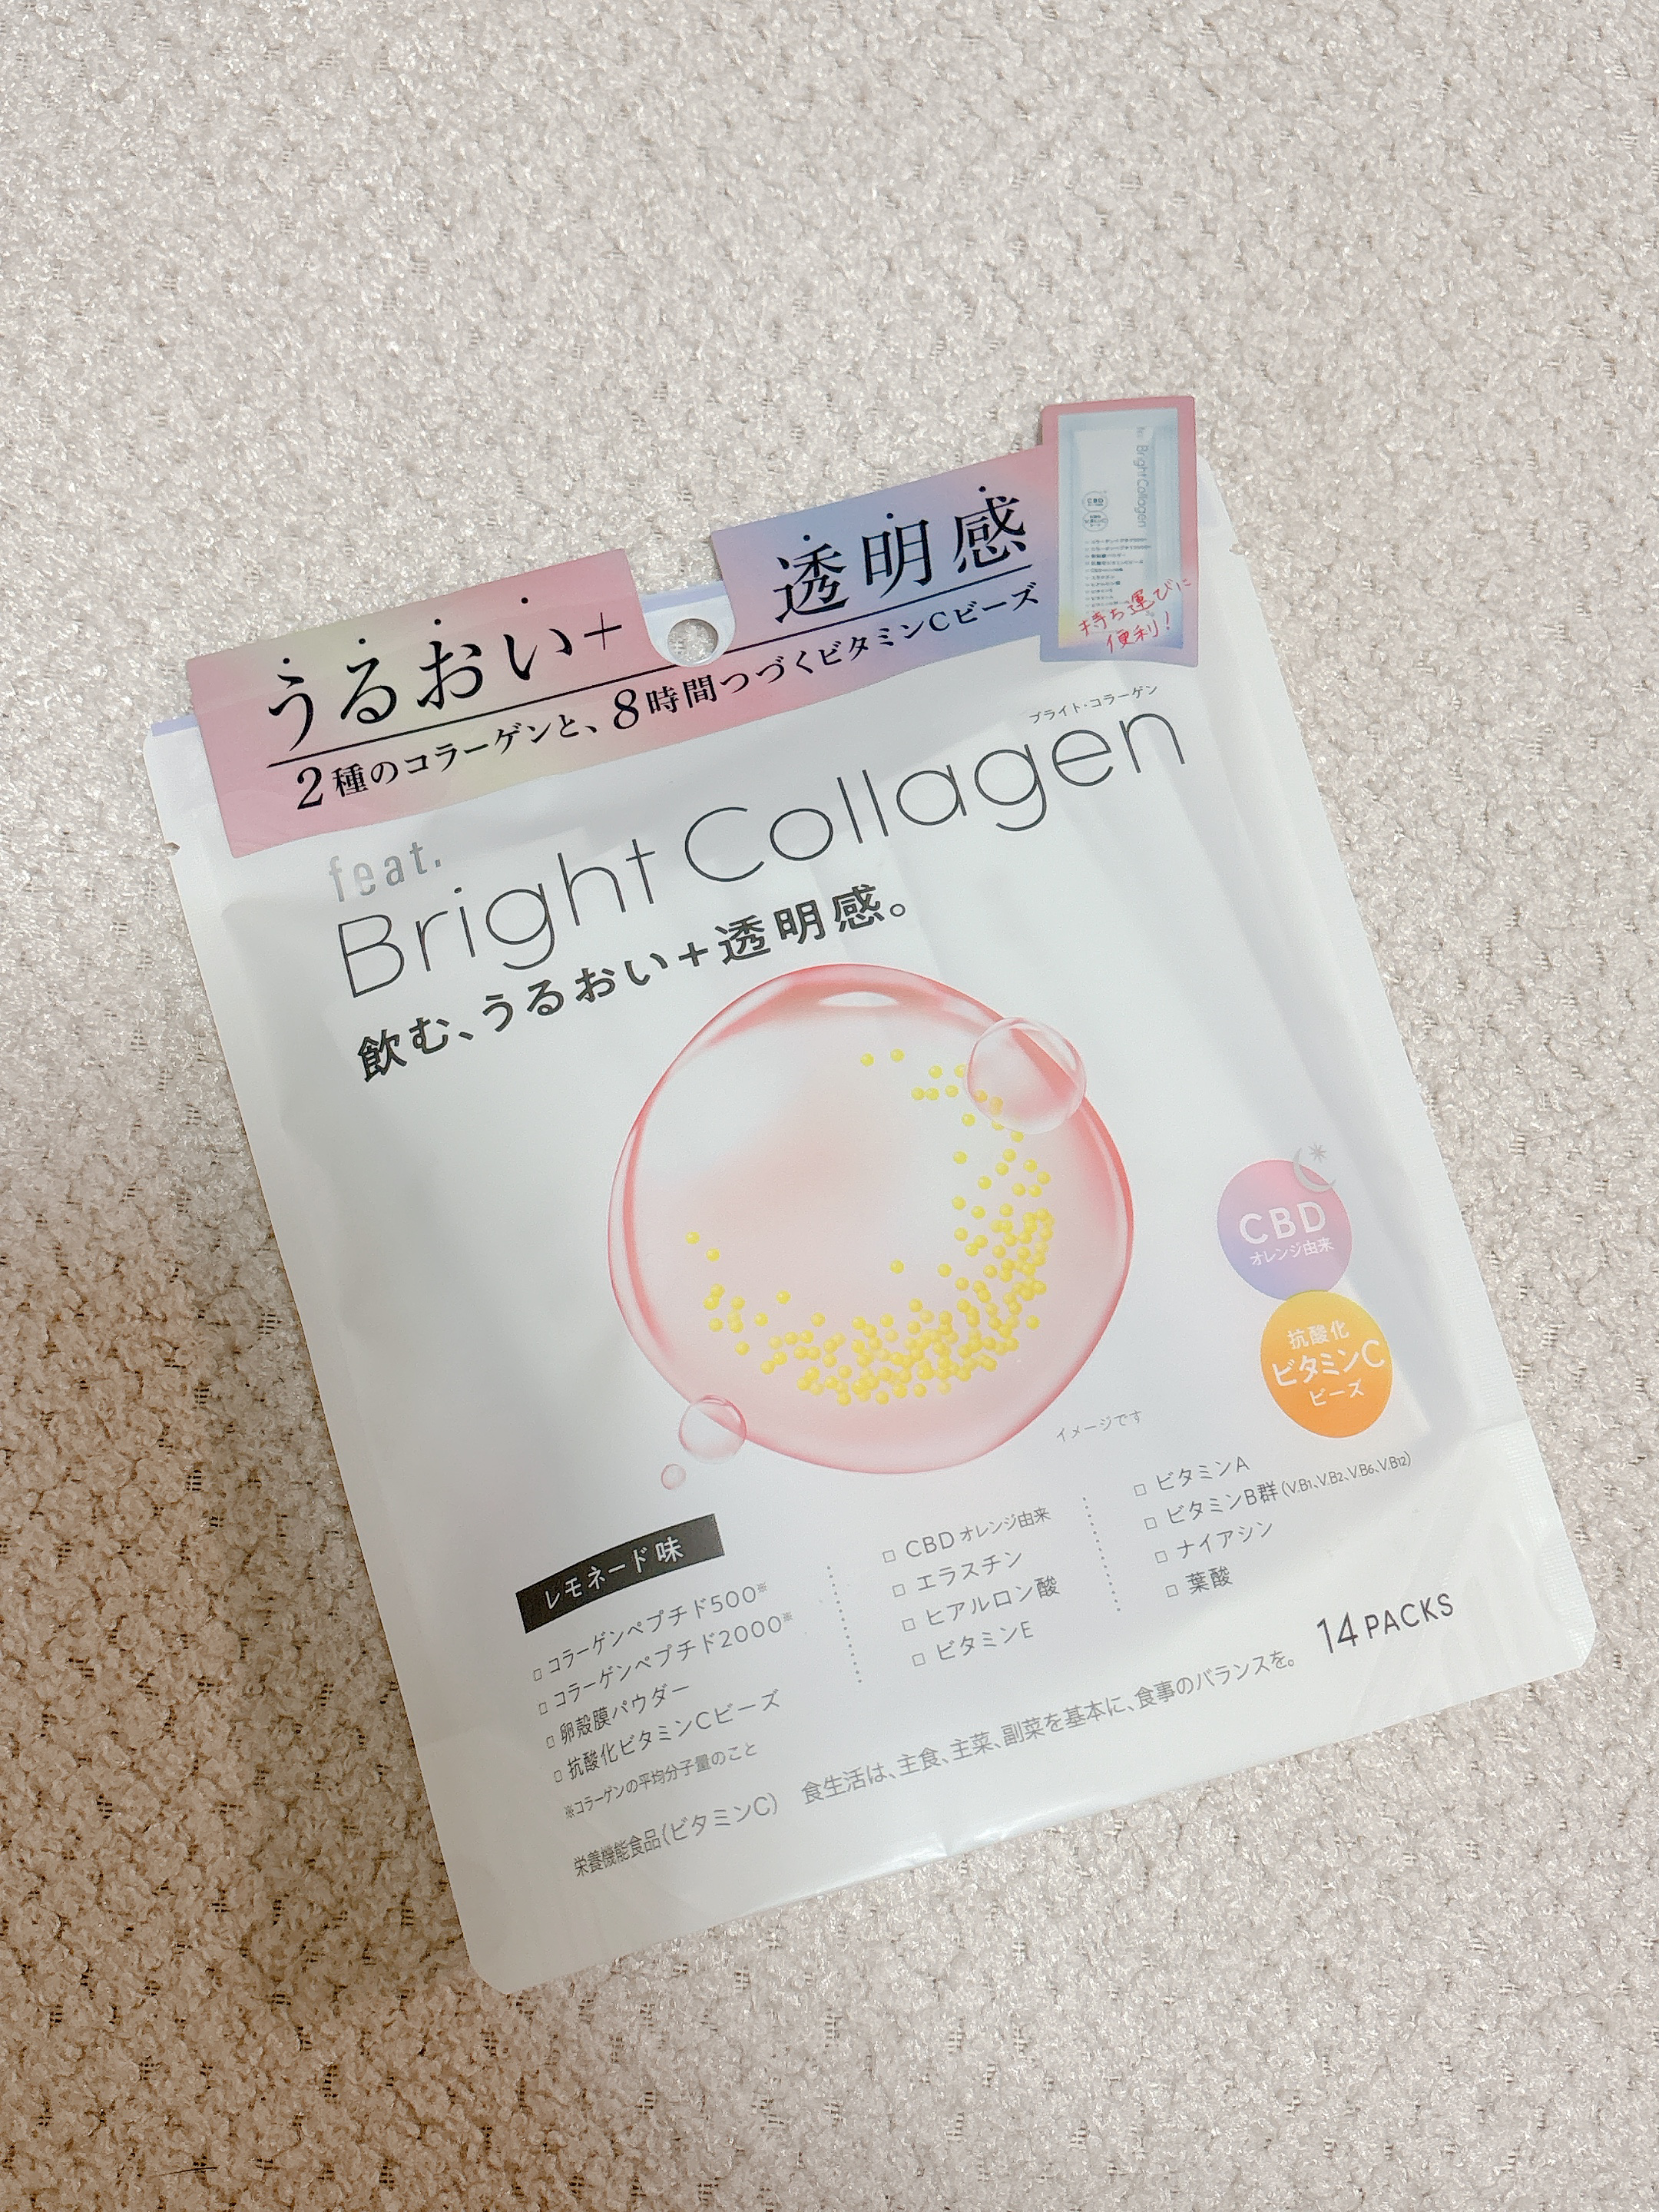 うるおい+ 透明感
2種のコラーゲンと、8時間つづくビタミンCビーズ
feat.
Bright Collagen
持ち運びに
便利!
ブライト・コラーゲン
feat.
Bright Collagen
飲む、うるおい+透明感。
CBD
オレンジ由来
抗酸化
ビタミンC
ビーズ
イメージです
レモネード味
□ コラーゲンペプチド500※
□ コラーゲンペプチド2000※
□ 卵殻膜パウダー
□ 抗酸化ビタミンCビーズ
※コラーゲンの平均分子量のこと
□ CBD オレンジ由来
□ エラスチン
□ ヒアルロン酸
□ ビタミンE
□ ビタミンA
□ ビタミンB群(V.B1、V.B2、V.B6、V.B12)
□ ナイアシン
□ 葉酸
14 PACKS
栄養機能食品(ビタミンC) 食生活は、主食、主菜、副菜を基本に、食事のバランスを。